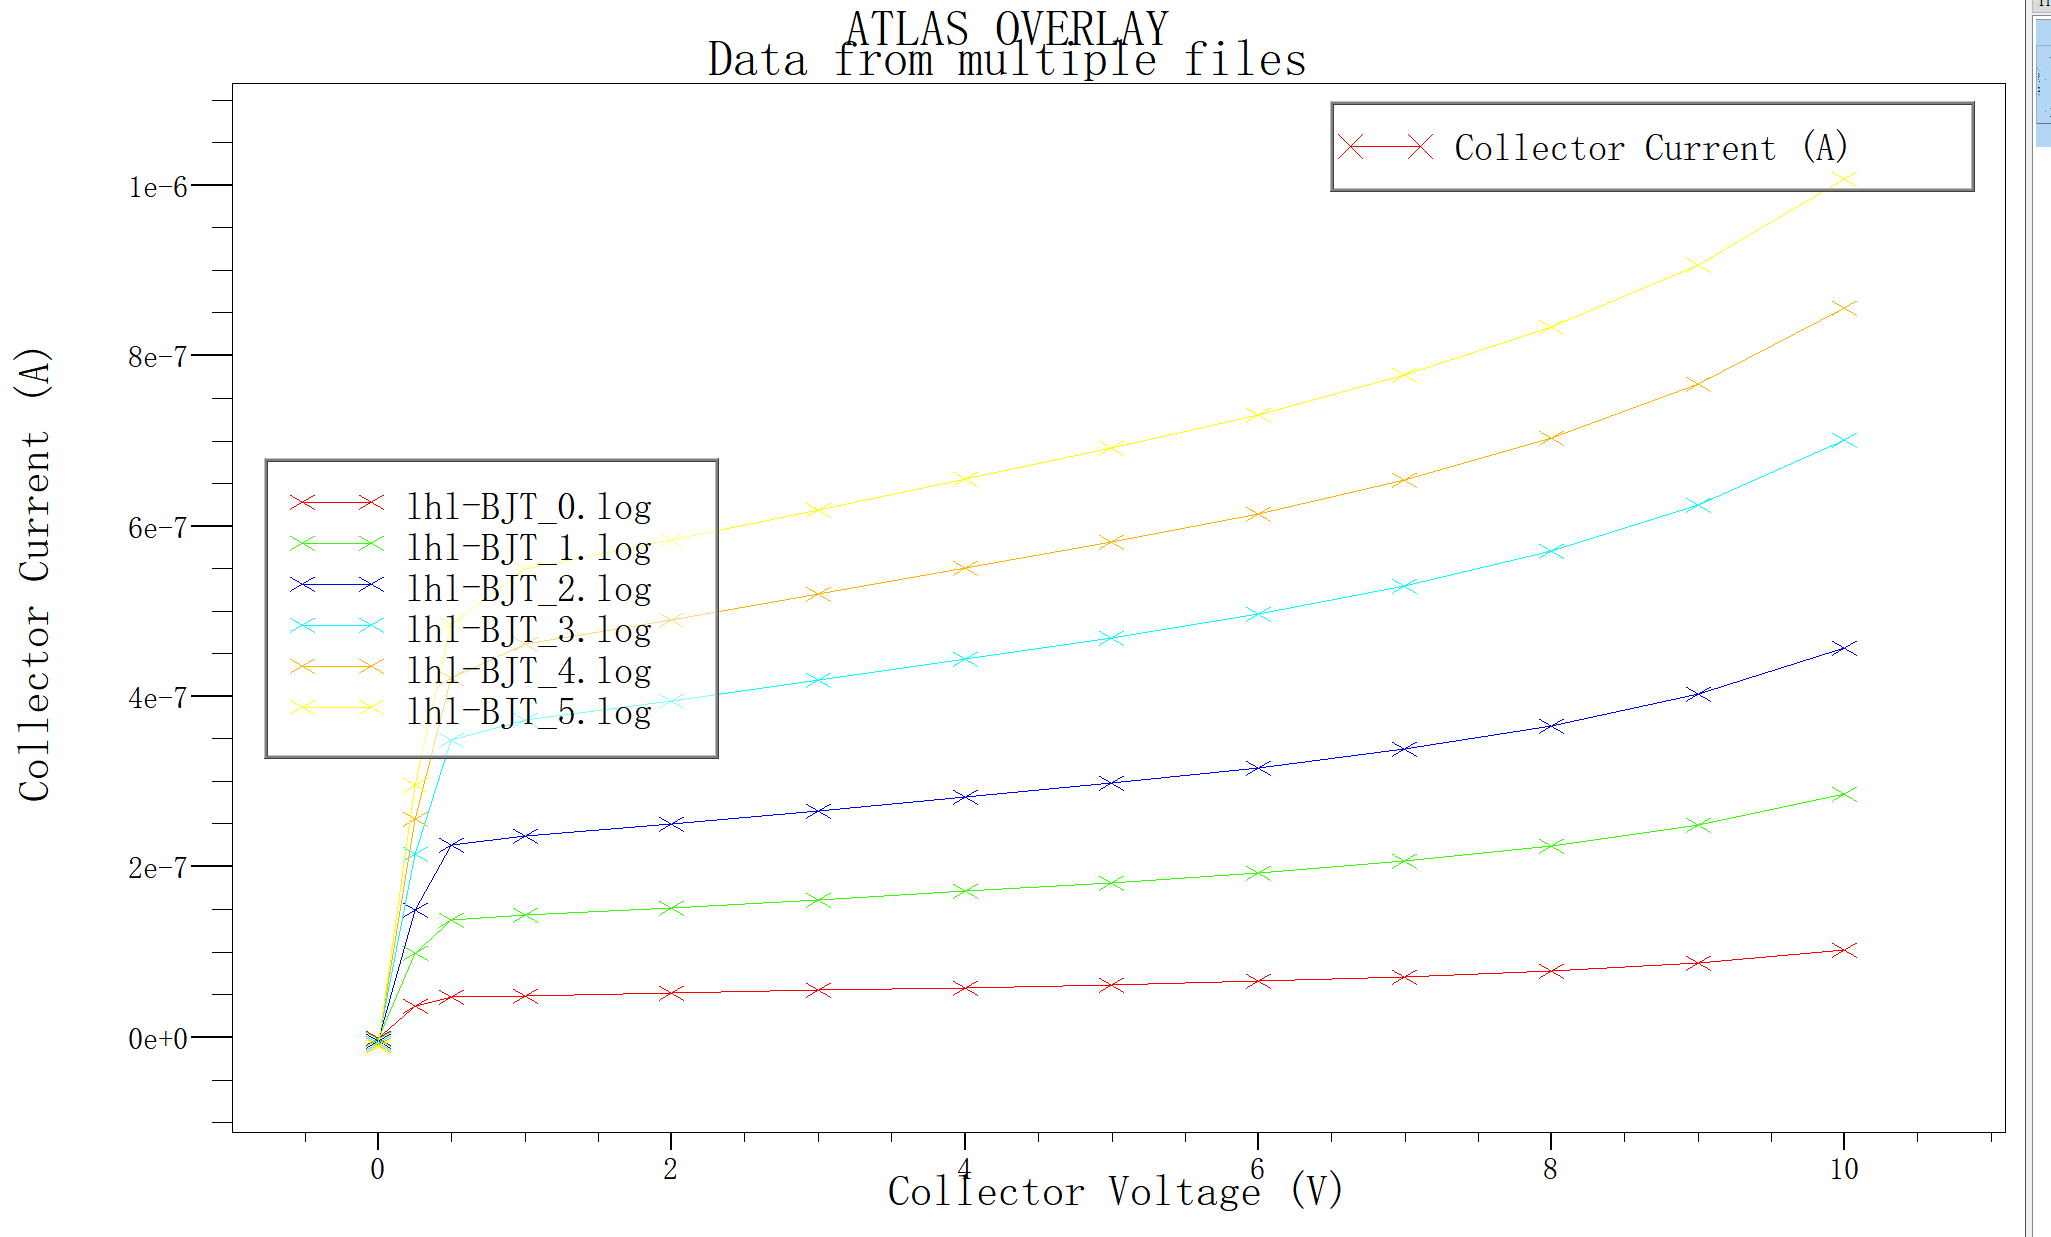 ATLAS OVERLAY
Data from multiple files
Collector Current (A)
1e-6
8e-7
6e-7
4e-7
2e-7
0e+0
Collector Current (A)
lhl-BJT_0.log
lhl-BJT_1.log
lhl-BJT_2.log
lhl-BJT_3.log
lhl-BJT_4.log
lhl-BJT_5.log
0 2 4 6 8 10
Collector Voltage (V)